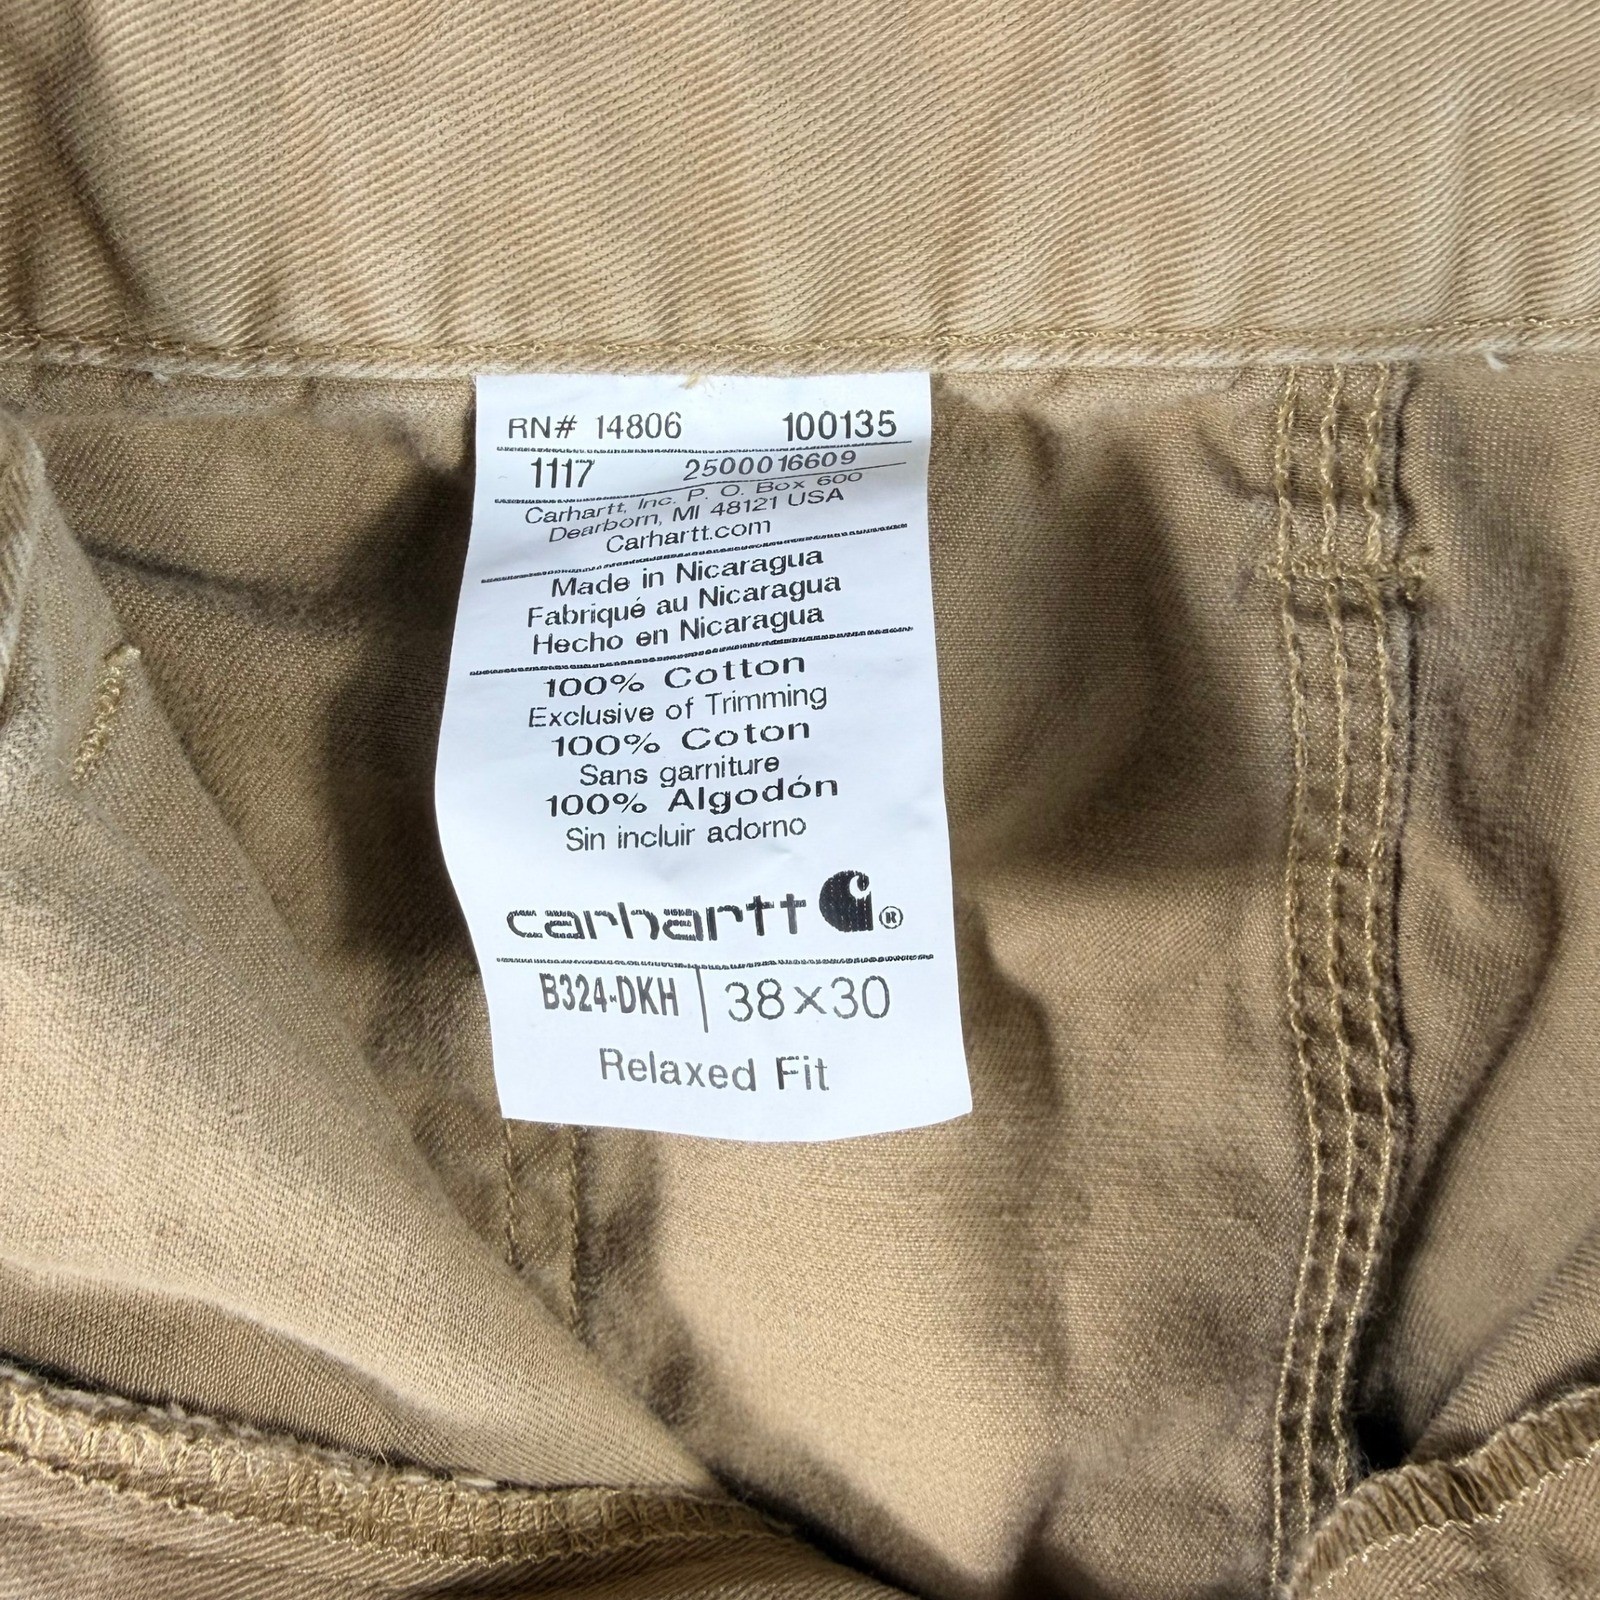 RN# 14806 100135
1117 2500016609
Carhartt, Inc. P. O. Box 600
Dearborn, MI 48121 USA
Carhartt.com
Made in Nicaragua
Fabriqué au Nicaragua
Hecho en Nicaragua
100% Cotton
Exclusive of Trimming
100% Coton
Sans garniture
100% Algodón
Sin incluir adorno
carhartt ®
B324-DKH | 38x30
Relaxed Fit